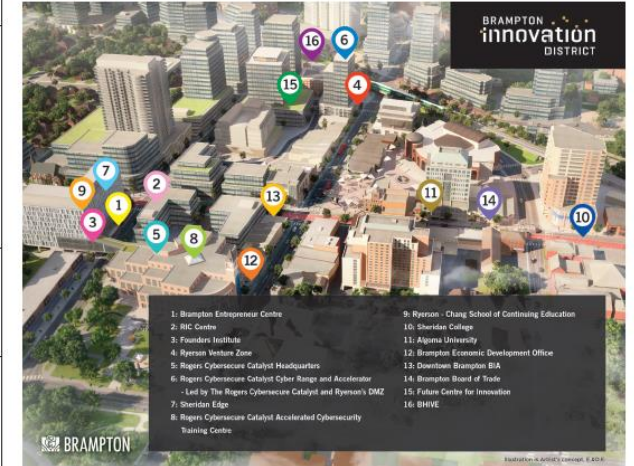 BRAMPTON
innovation
DISTRICT
16
6
15
4
7
9
2
1
3
13
11
14
10
5
8
12
1: Brampton Entrepreneur Centre
2: RIC Centre
3: Founders Institute
4: Ryerson Venture Zone
5: Rogers Cybersecure Catalyst Headquarters
6: Rogers Cybersecure Catalyst Cyber Range and Accelerator
- Led by The Rogers Cybersecure Catalyst and Ryerson's DMZ
7: Sheridan Edge
8: Rogers Cybersecure Catalyst Accelerated Cybersecurity
Training Centre
9: Ryerson - Chang School of Continuing Education
10: Sheridan College
11: Algoma University
12: Brampton Economic Development Office
13: Downtown Brampton BIA
14: Brampton Board of Trade
15: Future Centre for Innovation
16: BHIVE
BRAMPTON
Illustration is Artist's concept. E.&O.E.